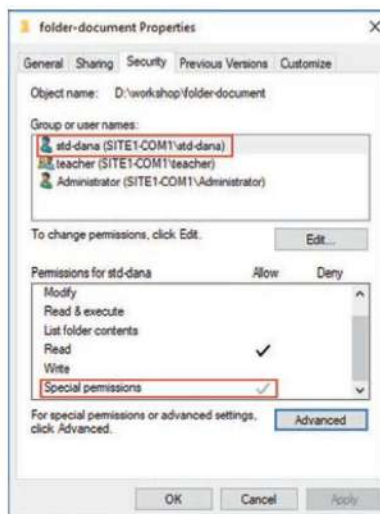 folder-document Properties
General Sharing Security Previous Versions Customize
Object name: D:\workshop\folder-document
Group or user names:
std-dana (SITE1-COM1\std-dana)
teacher (SITE1-COM1\teacher)
Administrator (SITE1-COM1\Administrator)
To change permissions, click Edit.
Edit...
Permissions for std-dana Allow Deny
Modify
Read & execute
List folder contents
Read
Write
Special permissions
For special permissions or advanced settings,
click Advanced.
Advanced
OK Cancel Apply